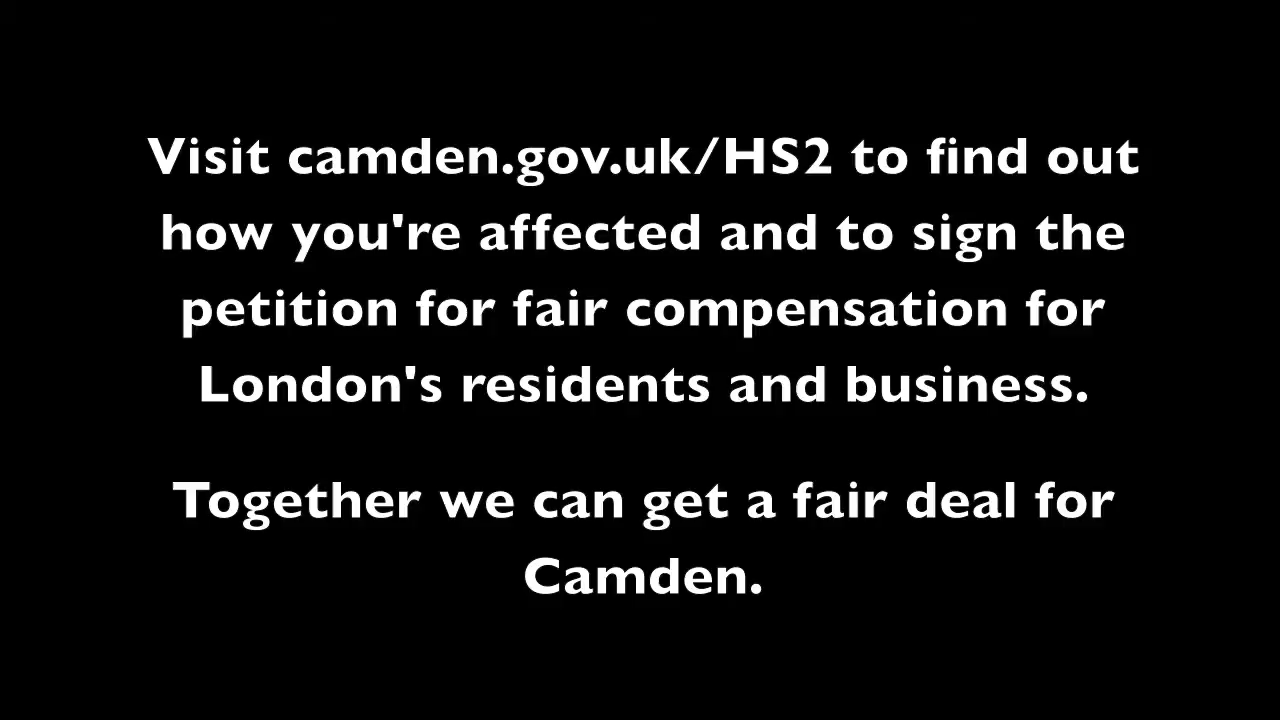 Visit camden.gov.uk/HS2 to find out
how you're affected and to sign the
petition for fair compensation for
London's residents and business.
Together we can get a fair deal for
Camden.